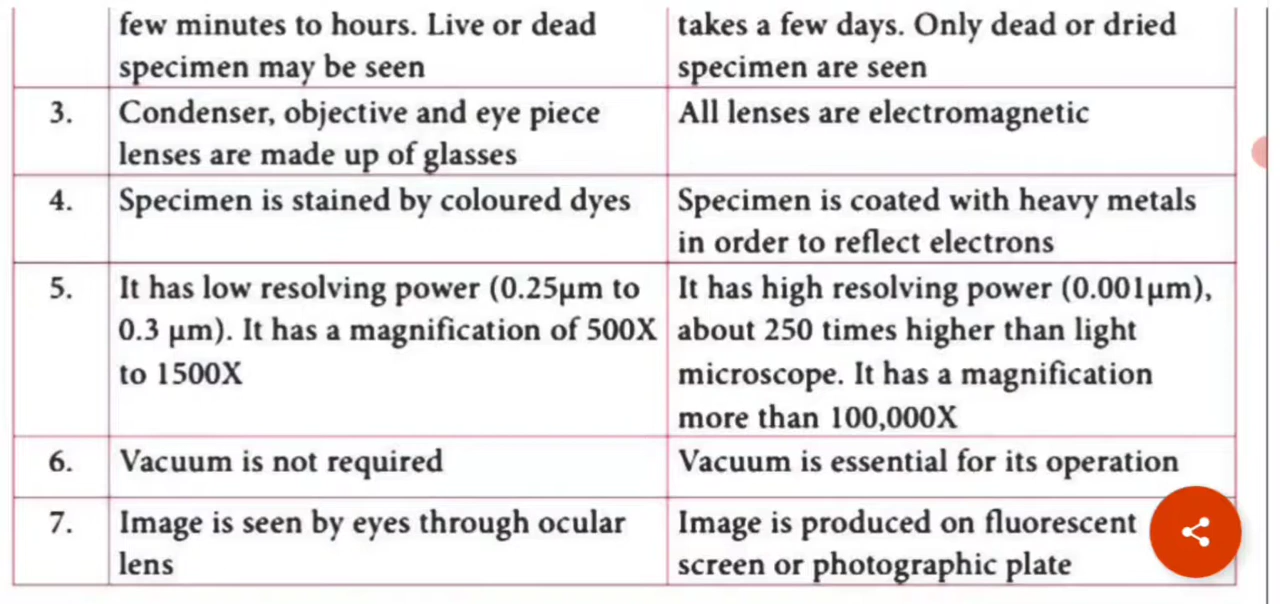 few minutes to hours. Live or dead
specimen may be seen
takes a few days. Only dead or dried
specimen are seen
3.
Condenser, objective and eye piece
lenses are made up of glasses
All lenses are electromagnetic
4.
Specimen is stained by coloured dyes
Specimen is coated with heavy metals
in order to reflect electrons
5.
It has low resolving power (0.25µm to
0.3 µm). It has a magnification of 500X
to 1500X
It has high resolving power (0.001µm),
about 250 times higher than light
microscope. It has a magnification
more than 100,000X
6.
Vacuum is not required
Vacuum is essential for its operation
7.
Image is seen by eyes through ocular
lens
Image is produced on fluorescent
screen or photographic plate